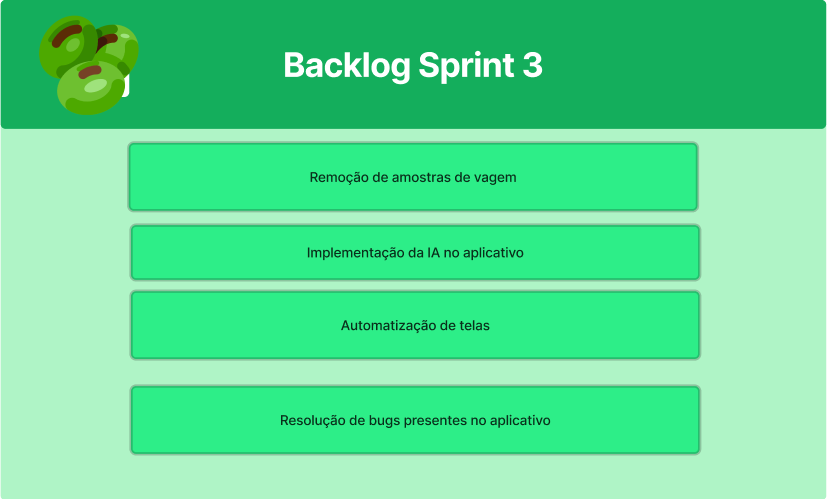 Backlog Sprint 3
Remoção de amostras de vagem
Implementação da IA no aplicativo
Automatização de telas
Resolução de bugs presentes no aplicativo